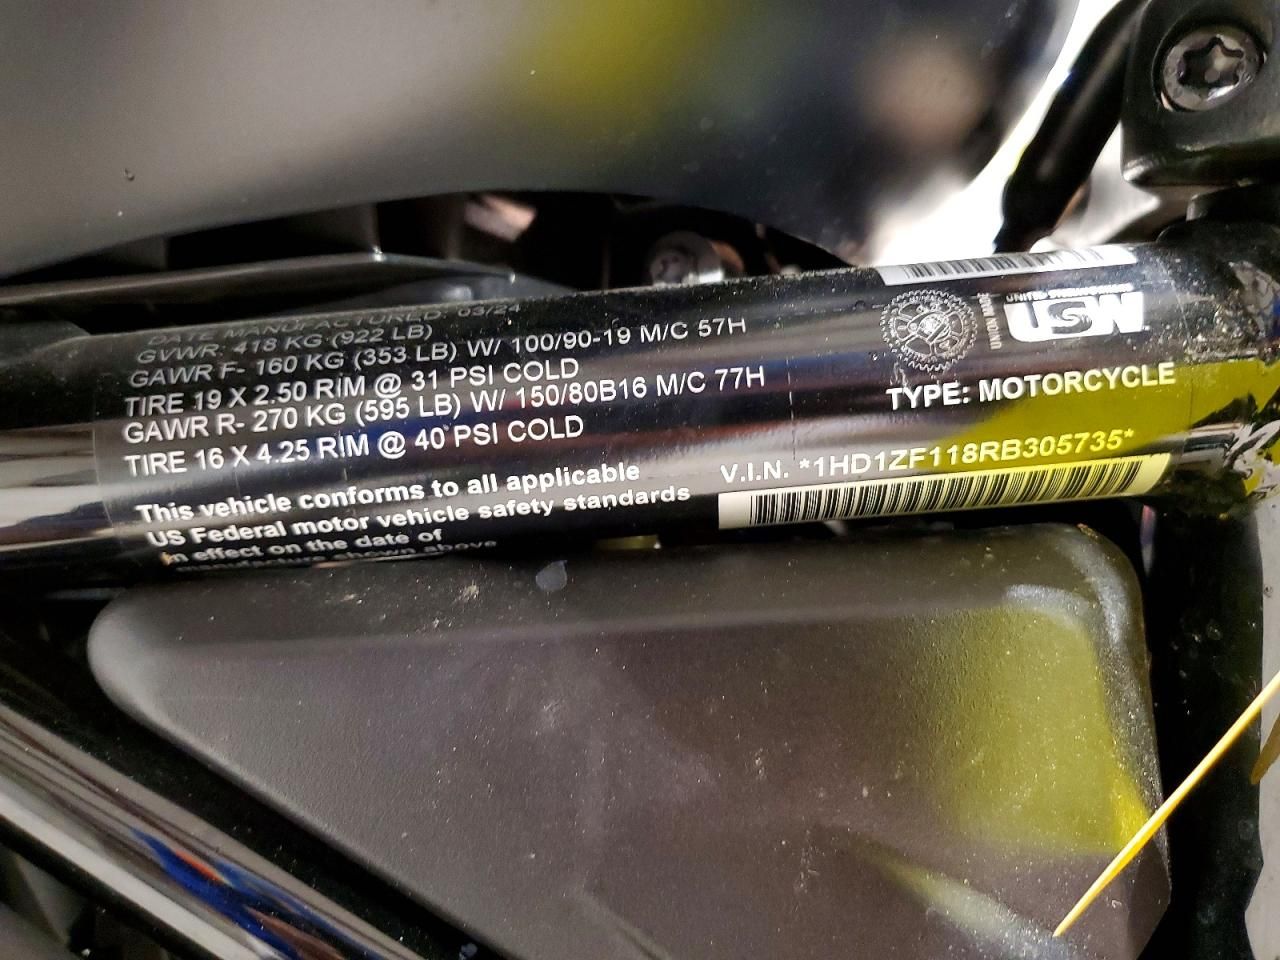 DATE MANUFACTURED: 03/24
GVWR: 418 KG (922 LB)
GAWR F- 160 KG (353 LB) W/ 100/90-19 M/C 57H
TIRE 19 X 2.50 RIM @ 31 PSI COLD
GAWR R- 270 KG (595 LB) W/ 150/80B16 M/C 77H
TIRE 16 X 4.25 RIM @ 40 PSI COLD
This vehicle conforms to all applicable
US Federal motor vehicle safety standards
in effect on the date of
shown above
TYPE: MOTORCYCLE
V.I.N. *1HD1ZF118RB305735*